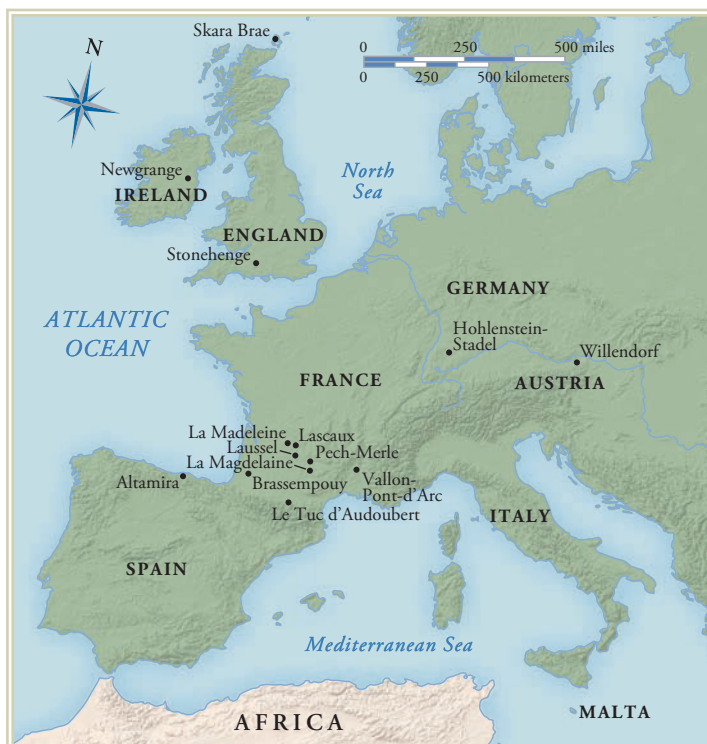 Skara Brae
N
0 250 500 miles
0 250 500 kilometers
Newgrange
IRELAND
North
Sea
ENGLAND
Stonehenge
GERMANY
ATLANTIC
OCEAN
Hohlenstein-
Stadel
Willendorf
FRANCE
AUSTRIA
La Madeleine
Lascaux
Laussel
Pech-Merle
La Magdelaine
Altamira
Brassempouy
Vallon-
Pont-d’Arc
Le Tuc d’Audoubert
ITALY
SPAIN
Mediterranean Sea
MALTA
AFRICA